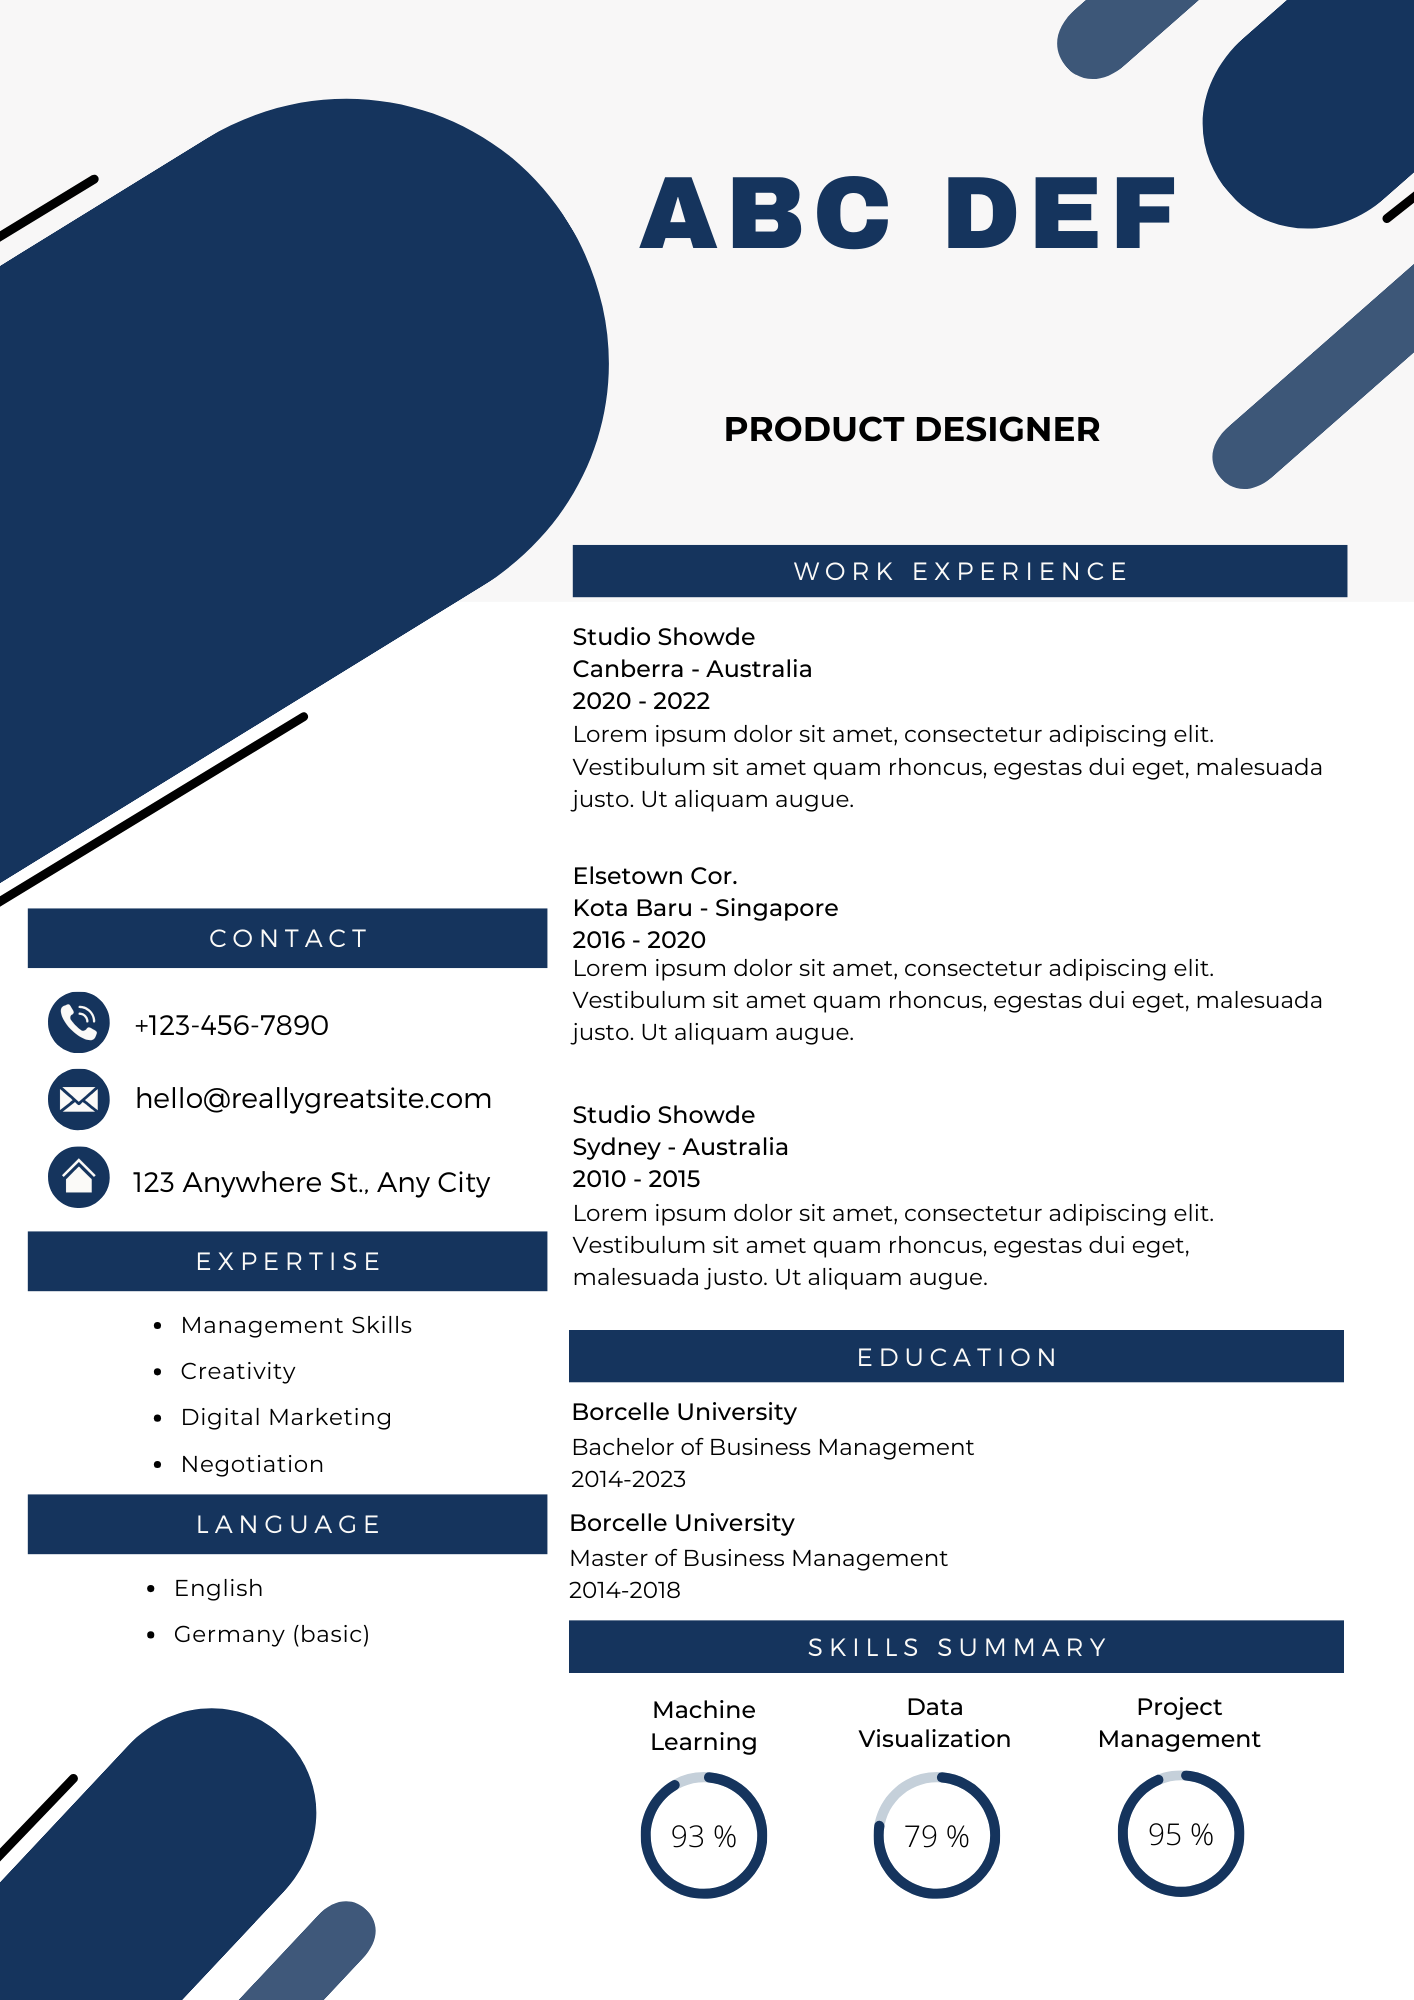 ABC DEF
PRODUCT DESIGNER
WORK EXPERIENCE
Studio Showde
Canberra - Australia
2020 - 2022
Lorem ipsum dolor sit amet, consectetur adipiscing elit.
Vestibulum sit amet quam rhoncus, egestas dui eget, malesuada
justo. Ut aliquam augue.
Elsetown Cor.
Kota Baru - Singapore
2016 - 2020
Lorem ipsum dolor sit amet, consectetur adipiscing elit.
Vestibulum sit amet quam rhoncus, egestas dui eget, malesuada
justo. Ut aliquam augue.
Studio Showde
Sydney - Australia
2010 - 2015
Lorem ipsum dolor sit amet, consectetur adipiscing elit.
Vestibulum sit amet quam rhoncus, egestas dui eget,
malesuada justo. Ut aliquam augue.
CONTACT
+123-456-7890
hello@reallygreatsite.com
123 Anywhere St., Any City
EXPERTISE
• Management Skills
• Creativity
• Digital Marketing
• Negotiation
LANGUAGE
• English
• Germany (basic)
EDUCATION
Borcelle University
Bachelor of Business Management
2014-2023
Borcelle University
Master of Business Management
2014-2018
SKILLS SUMMARY
Machine
Learning
93 %
Data
Visualization
79 %
Project
Management
95 %